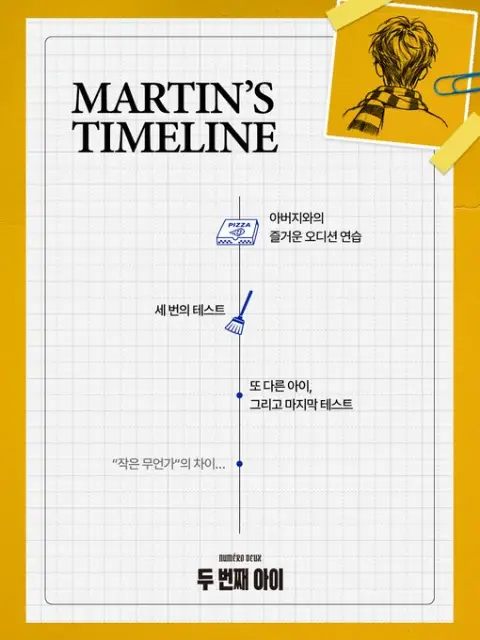 MARTIN'S
TIMELINE
PIZZA
아버지와의
즐거운 오디션 연습
세 번의 테스트
또 다른 아이,
그리고 마지막 테스트
“작은 무언가“의 차이...
NUMÉRO DEUX
두 번째 아이